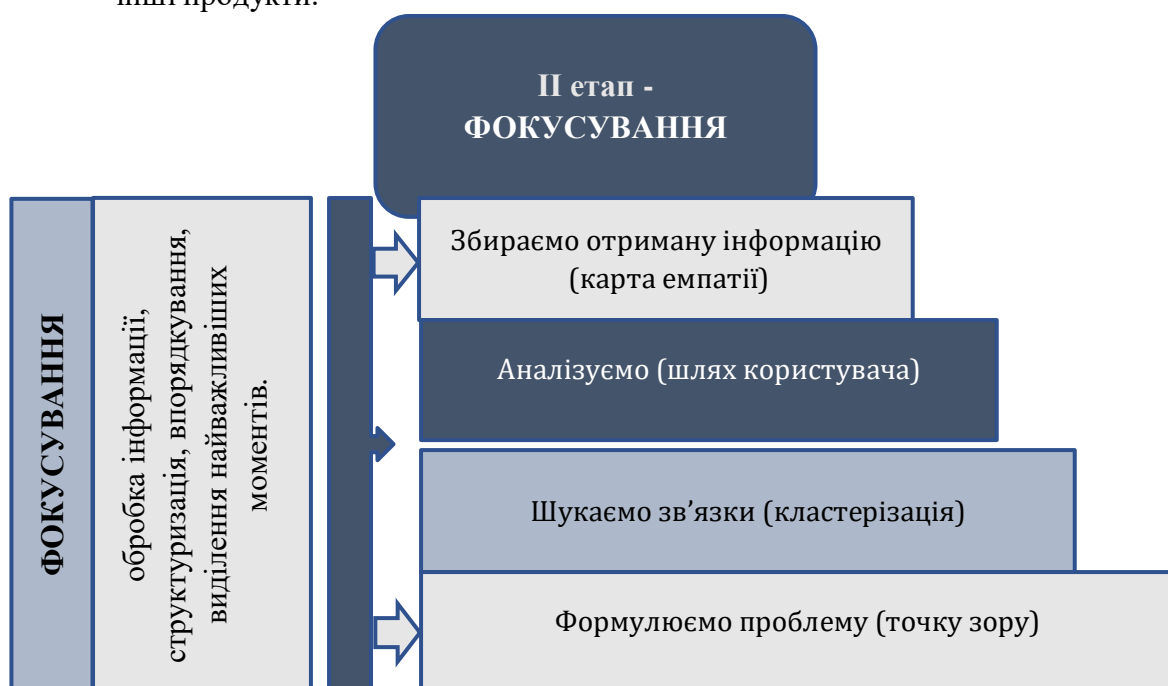 інші продукти.
ІІ етап -
ФОКУСУВАННЯ
ФОКУСУВАННЯ
обробка інформації,
структуризація, впорядкування,
виділення найважливіших
моментів.
Збираємо отриману інформацію
(карта емпатії)
Аналізуємо (шлях користувача)
Шукаємо зв’язки (кластерізація)
Формулюємо проблему (точку зору)